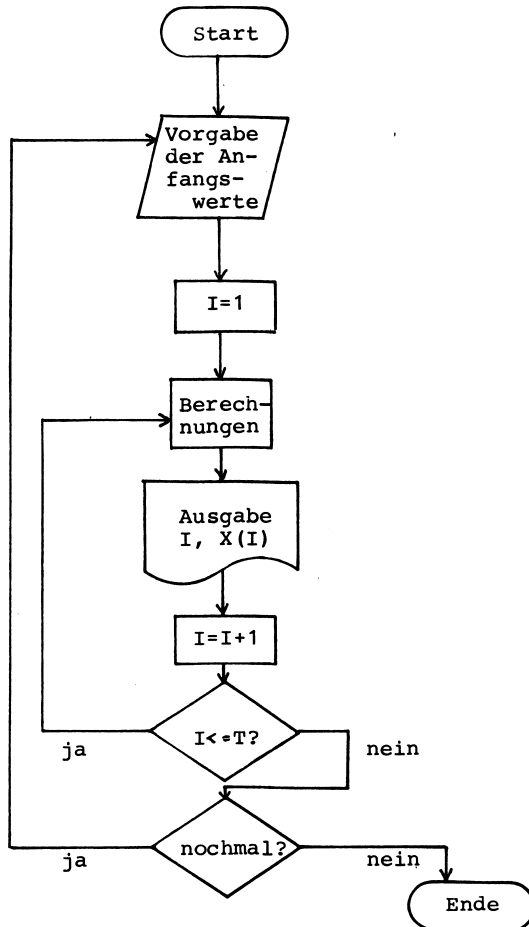 Start
Vorgabe
der An-
fangs-
werte
I=1
Berech-
nungen
Ausgabe
I, X(I)
I=I+1
I<=T?
ja
nein
nochmal?
ja
nein
Ende